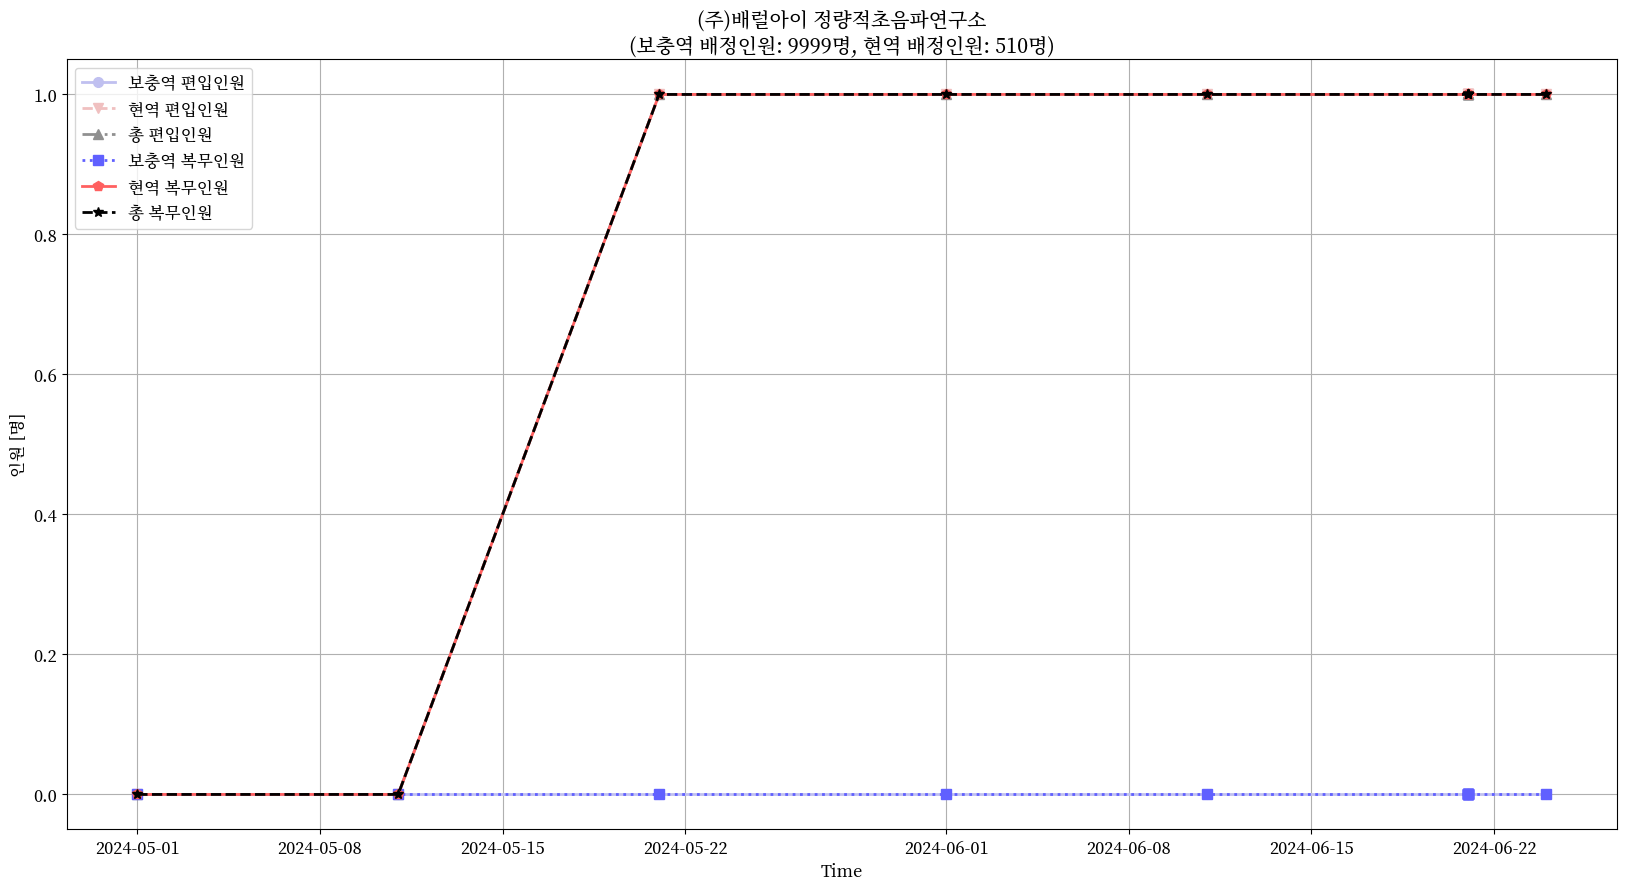 (주)배럴아이 정량적초음파연구소
(보충역 배정인원: 9999명, 현역 배정인원: 510명)
보충역 편입인원
현역 편입인원
총 편입인원
보충역 복무인원
현역 복무인원
총 복무인원
1.0
0.8
0.6
0.4
0.2
0.0
인원 [명]
2024-05-01 2024-05-08 2024-05-15 2024-05-22 2024-06-01 2024-06-08 2024-06-15 2024-06-22
Time